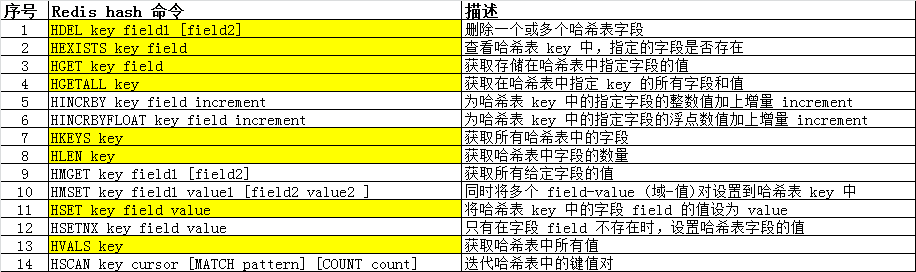 序号 Redis hash 命令 描述
1 HDEL key field1 [field2] 删除一个或多个哈希表字段
2 HEXISTS key field 查看哈希表 key 中，指定的字段是否存在
3 HGET key field 获取存储在哈希表中指定字段的值
4 HGETALL key 获取在哈希表中指定 key 的所有字段和值
5 HINCRBY key field increment 为哈希表 key 中的指定字段的整数值加上增量 increment
6 HINCRBYFLOAT key field increment 为哈希表 key 中的指定字段的浮点数值加上增量 increment
7 HKEYS key 获取所有哈希表中的字段
8 HLEN key 获取哈希表中字段的数量
9 HMGET key field1 [field2] 获取所有给定字段的值
10 HMSET key field1 value1 [field2 value2 ] 同时将多个 field-value (域-值)对设置到哈希表 key 中
11 HSET key field value 将哈希表 key 中的字段 field 的值设为 value
12 HSETNX key field value 只有在字段 field 不存在时，设置哈希表字段的值
13 HVALS key 获取哈希表中所有值
14 HSCAN key cursor [MATCH pattern] [COUNT count] 迭代哈希表中的键值对